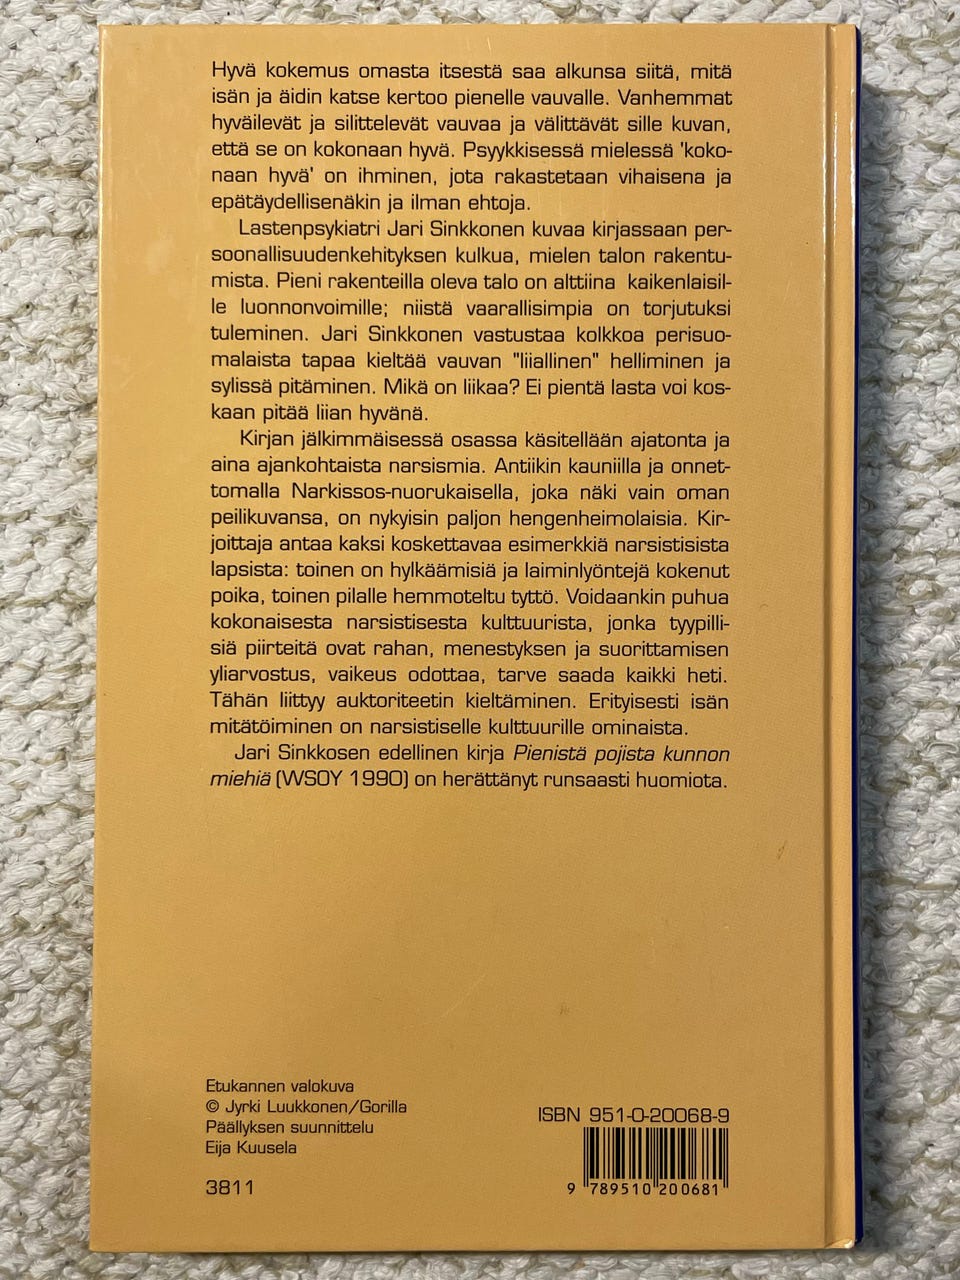 Hyvä kokemus omasta itsestä saa alkunsa siitä, mitä
isän ja äidin katse kertoo pienelle vauvalle. Vanhemmat
hyväilevät ja silittelevät vauvaa ja välittävät sille kuvan,
että se on kokonaan hyvä. Psyykkisessä mielessä 'koko-
naan hyvä' on ihminen, jota rakastetaan vihaisena ja
epätäydellisenäkin ja ilman ehtoja.
Lastenpsykiatri Jari Sinkkonen kuvaa kirjassaan per-
soonallisuudenkehityksen kulkua, mielen talon rakentu-
mista. Pieni rakenteilla oleva talo on alttiina kaikenlaisil-
le luonnonvoimille; niistä vaarallisimpia on torjutuksi
tuleminen. Jari Sinkkonen vastustaa kolkkoa perisuo-
malaista tapaa kieltää vauvan "liiallinen" helliminen ja
sylissä pitäminen. Mikä on liikaa? Ei pientä lasta voi kos-
kaan pitää liian hyvänä.
Kirjan jälkimmäisessä osassa käsitellään ajatonta ja
aina ajankohtaista narsismia. Antiikin kauniilla ja onnet-
tomalla Narkissos-nuorukaisella, joka näki vain oman
peilikuvansa, on nykyisin paljon hengenheimolaisia. Kir-
joittaja antaa kaksi koskettavaa esimerkkiä narsistisista
lapsista: toinen on hylkäämisiä ja laiminlyöntejä kokenut
poika, toinen pilalle hemmoteltu tyttö. Voidaankin puhua
kokonaisesta narsistisesta kulttuurista, jonka tyypilli-
siä piirteitä ovat rahan, menestyksen ja suorittamisen
yliarvostus, vaikeus odottaa, tarve saada kaikki heti.
Tähän liittyy auktoriteetin kieltäminen. Erityisesti isän
mitätöiminen on narsistiselle kulttuurille ominaista.
Jari Sinkkosen edellinen kirja Pienistä pojista kunnon
miehiä (WSOY 1990) on herättänyt runsaasti huomiota.
Etukannen valokuva
© Jyrki Luukkonen/Gorilla
Päällyksen suunnittelu
Eija Kuusela
3811
ISBN 951-0-20068-9
9 789510 200681